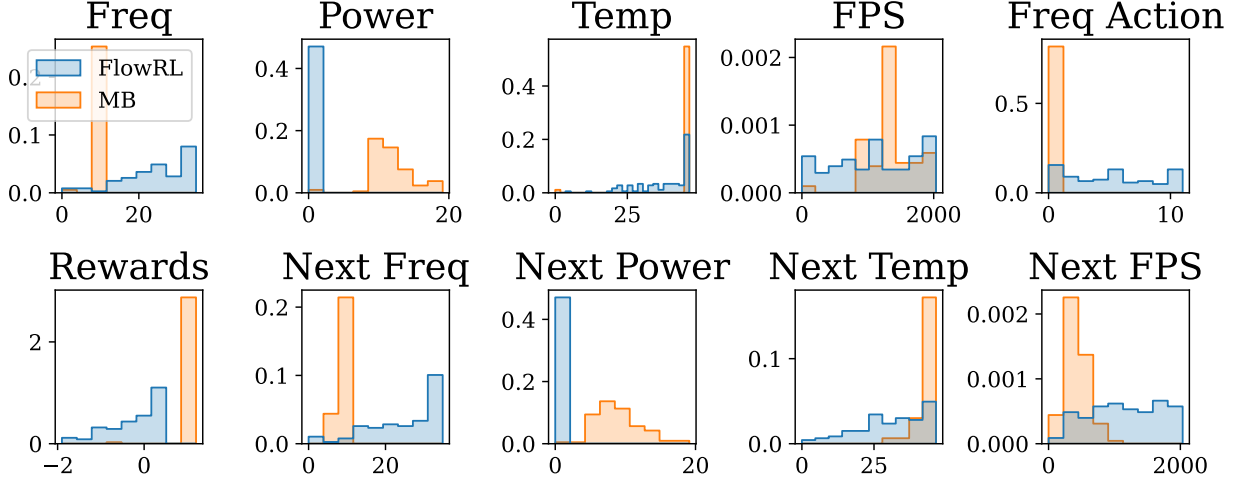 Freq Power Temp FPS Freq Action
0.2 0.4 0.4 0.002 0.5
FlowRL
MB
0.1 0.2 0.2 0.001
0.0 0.0 0.0 0.000 0.0
0 20 0 20 0 25 0 2000 0 10
Rewards Next Freq Next Power Next Temp Next FPS
2 0.2 0.4 0.1 0.002
0.1 0.2 0.001
0 0.0 0.0 0.0 0.000
−2 0 0 20 0 20 0 25 0 2000